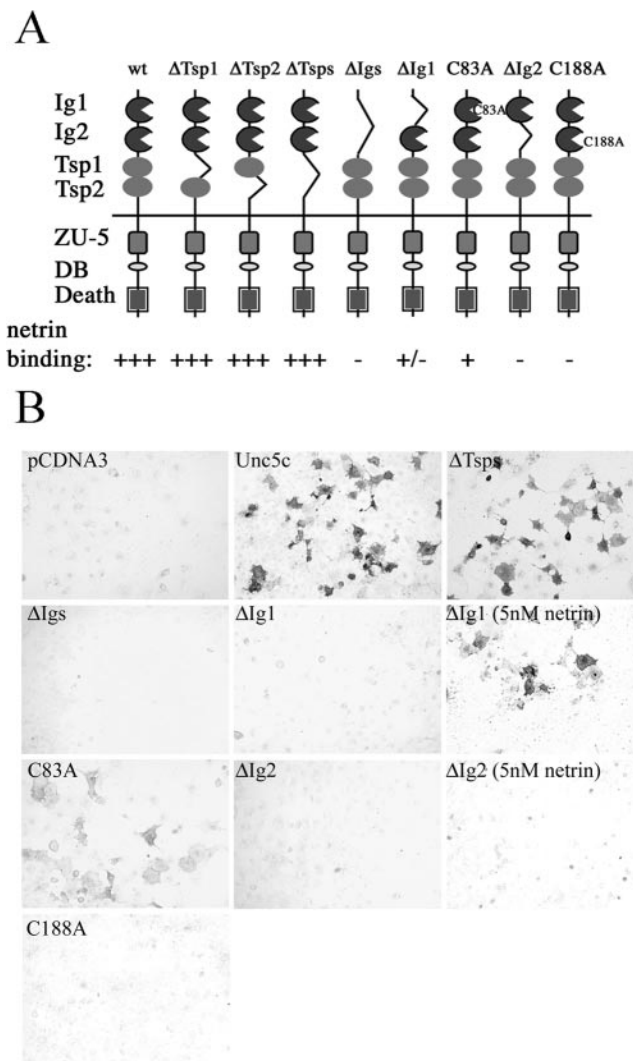 A
wt ΔTsp1 ΔTsp2 ΔTsps ΔIgs ΔIg1 C83A ΔIg2 C188A
Ig1
C83A
Ig2
C188A
Tsp1
Tsp2
ZU-5
DB
Death
netrin
binding: +++ +++ +++ +++ - +/- + - -
B
pCDNA3 Unc5c ΔTsps
ΔIgs ΔIg1 ΔIg1 (5nM netrin)
C83A ΔIg2 ΔIg2 (5nM netrin)
C188A